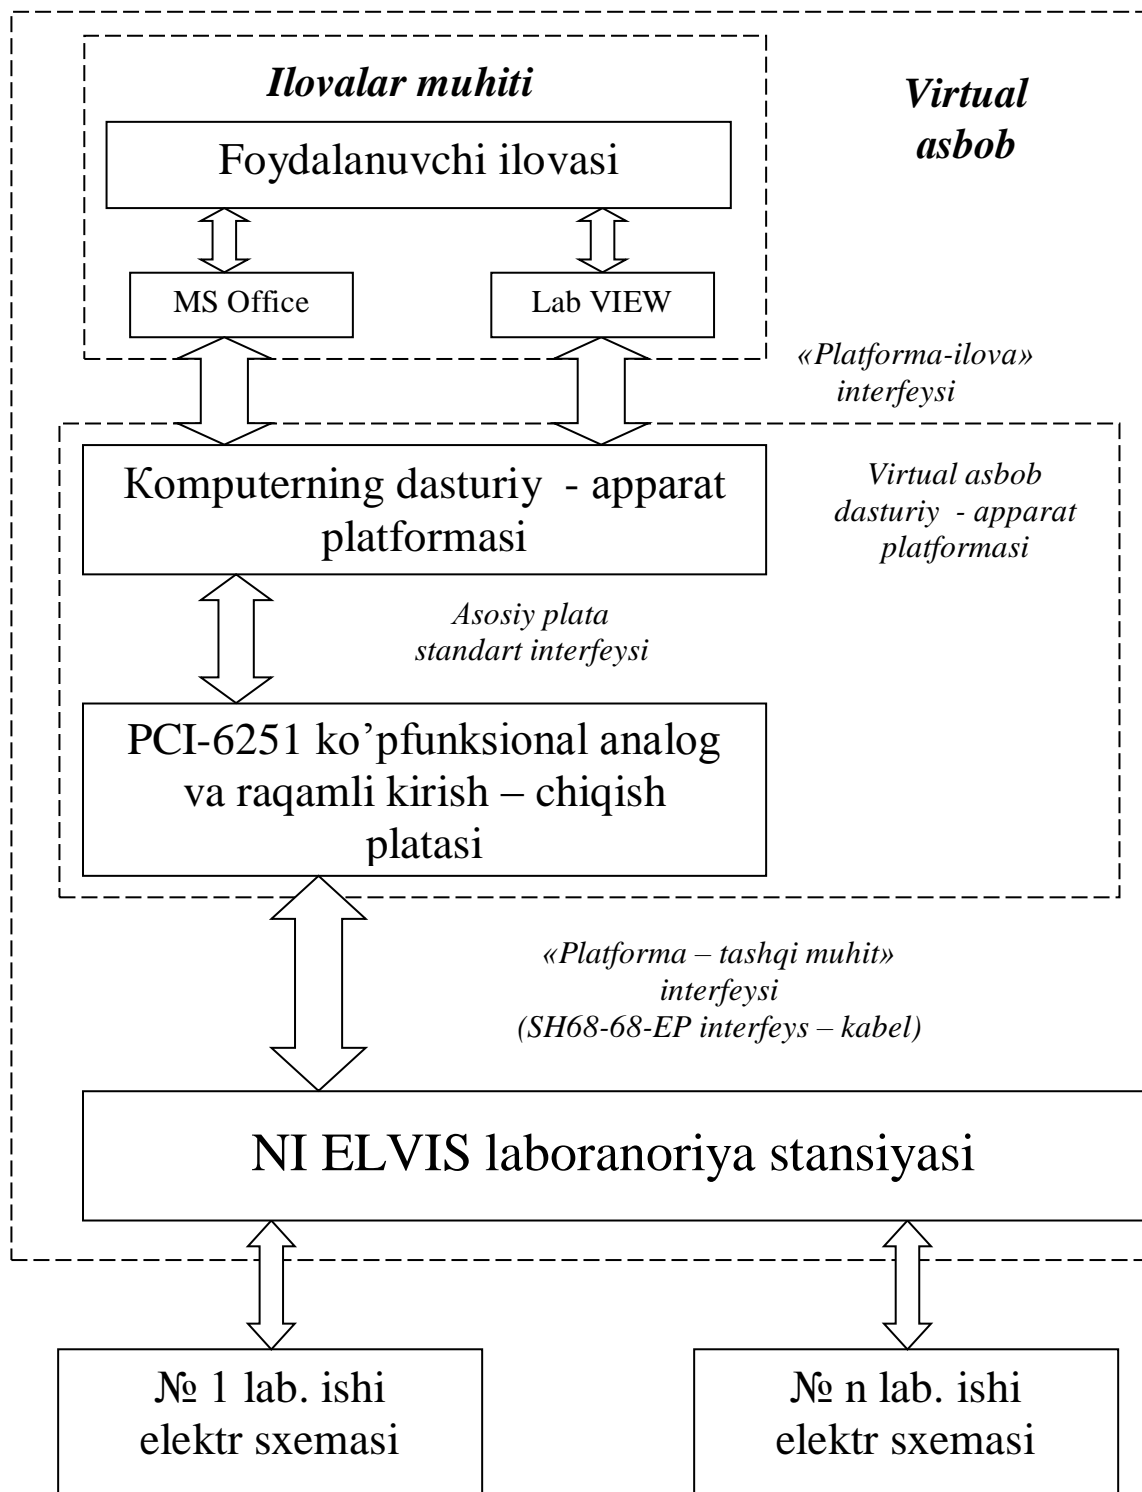 Ilovalar muhiti
Virtual
asbob
Foydalanuvchi ilovasi
MS Office
Lab VIEW
«Platforma-ilova»
interfeysi
Komputerning dasturiy - apparat
platformasi
Virtual asbob
dasturiy - apparat
platformasi
Asosiy plata
standart interfeysi
PCI-6251 ko’pfunksional analog
va raqamli kirish – chiqish
platasi
«Platforma – tashqi muhit»
interfeysi
(SH68-68-EP interfeys – kabel)
NI ELVIS laboranoriya stansiyasi
№ 1 lab. ishi
elektr sxemasi
№ n lab. ishi
elektr sxemasi